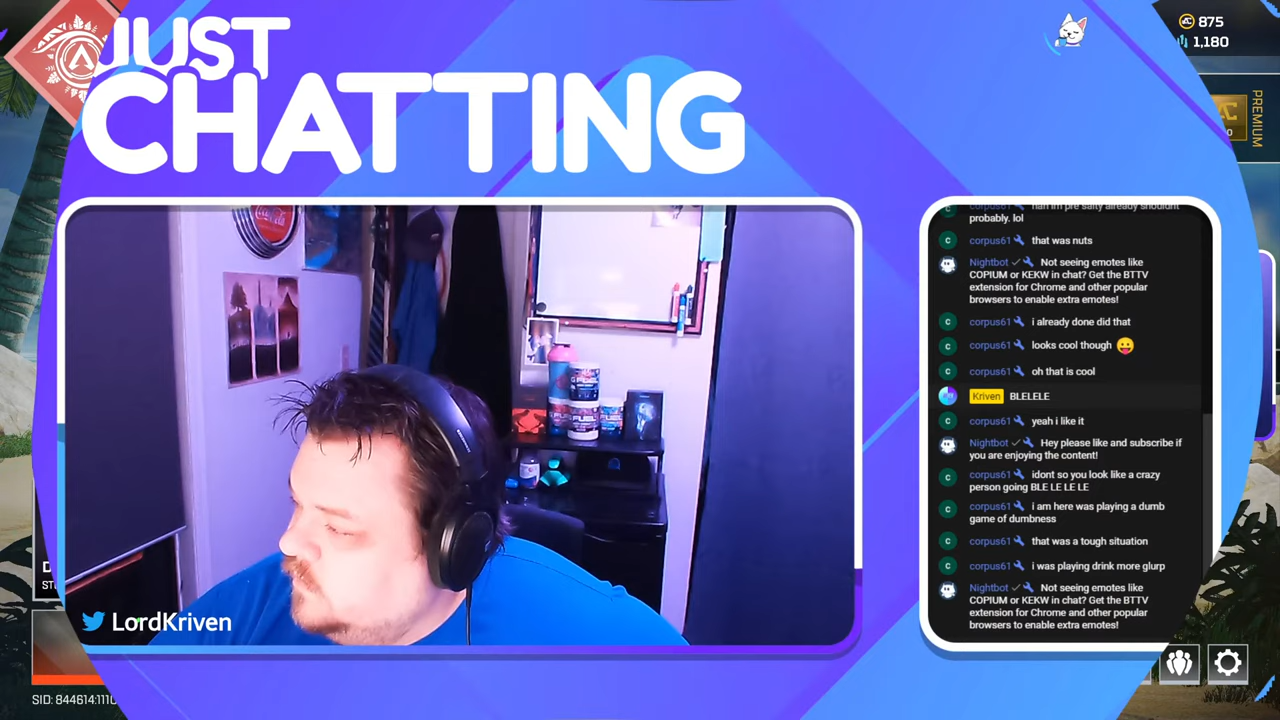 JUST
CHATTING
875
1,180
PREMIUM
Coca-Cola
probably. lol
corpus61 that was nuts
Nightbot Not seeing emotes like
COPIUM or KEKW in chat? Get the BTTV
extension for Chrome and other popular
browsers to enable extra emotes!
corpus61 i already done did that
corpus61 looks cool though
corpus61 oh that is cool
Kriven BLELELE
corpus61 yeah i like it
Nightbot Hey please like and subscribe if
you are enjoying the content!
corpus61 idont so you look like a crazy
person going BLE LE LE LE
corpus61 i am here was playing a dumb
game of dumbness
corpus61 that was a tough situation
corpus61 i was playing drink more glurp
Nightbot Not seeing emotes like
COPIUM or KEKW in chat? Get the BTTV
extension for Chrome and other popular
browsers to enable extra emotes!
LordKriven